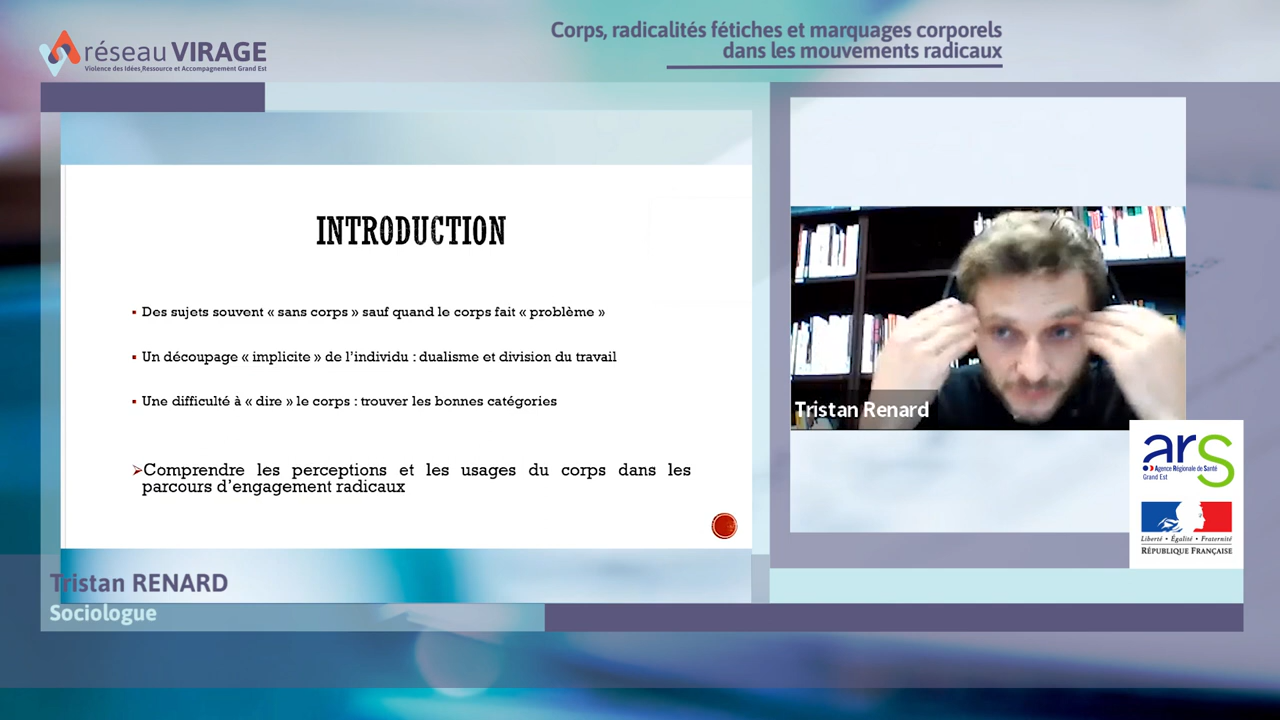 réseau VIRAGE
Violence des Idées,Ressource et Accompagnement Grand Est
Corps, radicalités fétiches et marquages corporels
dans les mouvements radicaux
INTRODUCTION
▪ Des sujets souvent « sans corps » sauf quand le corps fait « problème »
▪ Un découpage « implicite » de l’individu : dualisme et division du travail
▪ Une difficulté à « dire » le corps : trouver les bonnes catégories
➢Comprendre les perceptions et les usages du corps dans les
parcours d’engagement radicaux
Tristan Renard
ars
Agence Régionale de Santé
Grand Est
Liberté • Égalité • Fraternité
RÉPUBLIQUE FRANÇAISE
Tristan RENARD
Sociologue